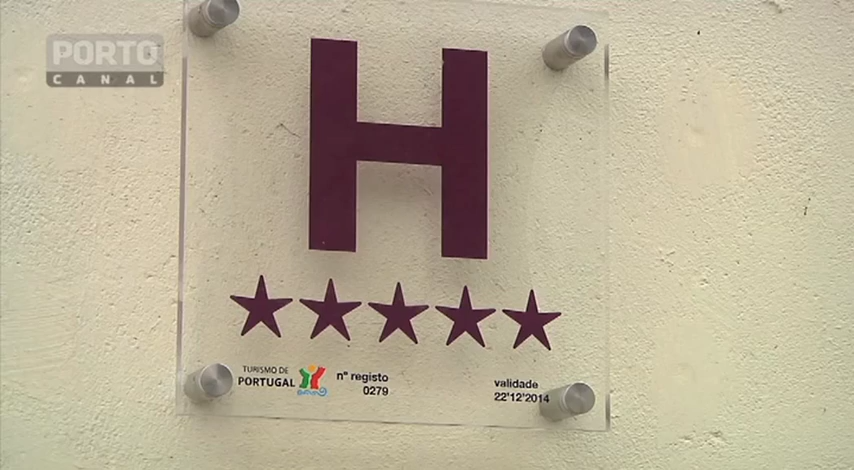 PORTO
CANAL
H
TURISMO DE
PORTUGAL
nº registo
0279
validade
22'12'2014